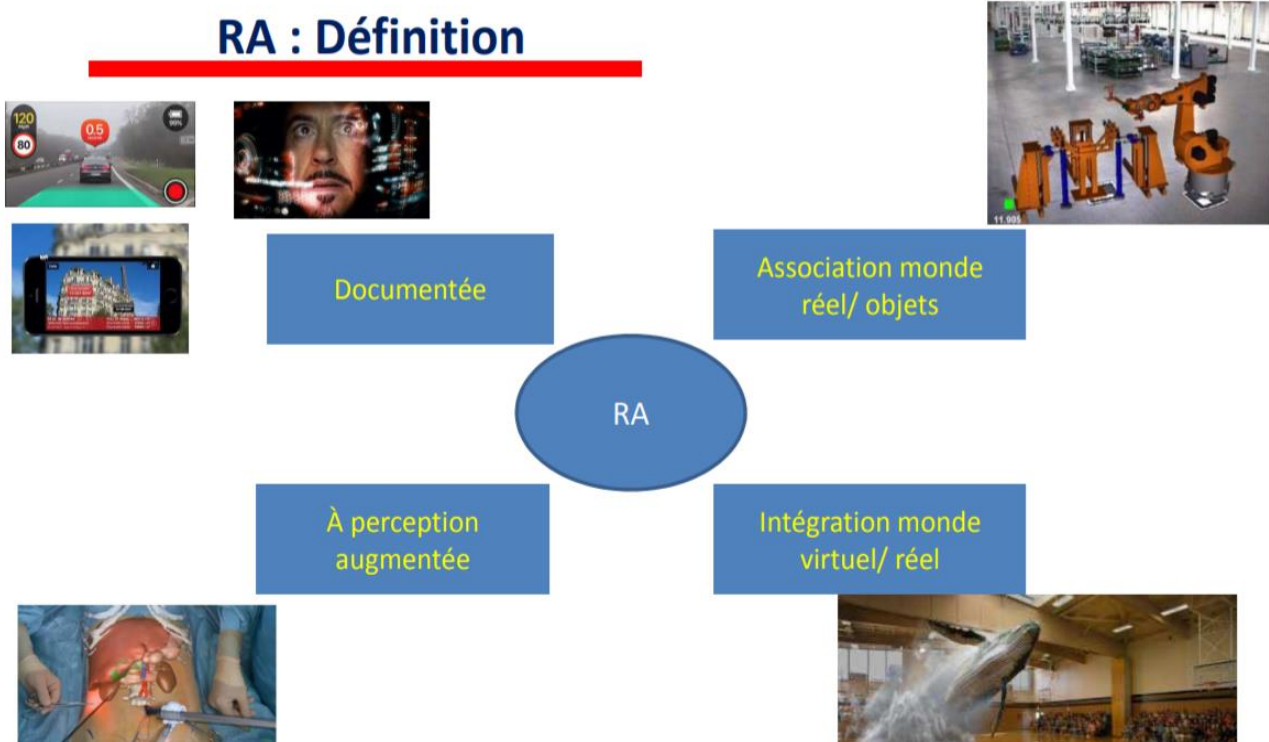 RA : Définition
120
80
0.5
99%
11.905
Documentée
Association monde
réel/ objets
RA
À perception
augmentée
Intégration monde
virtuel/ réel